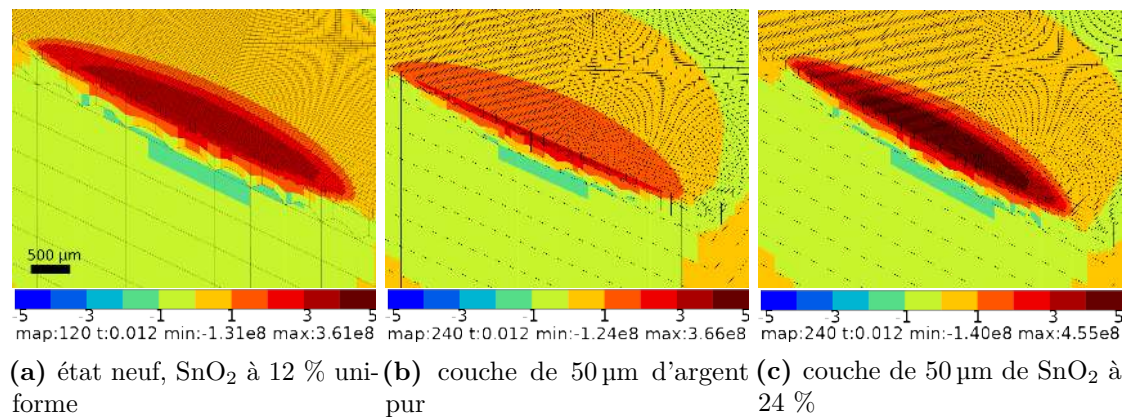 500 µm
-5 -3 -1 1 3 5
map:120 t:0.012 min:-1.31e8 max:3.61e8
-5 -3 -1 1 3 5
map:240 t:0.012 min:-1.24e8 max:3.66e8
-5 -3 -1 1 3 5
map:240 t:0.012 min:-1.40e8 max:4.55e8
(a) état neuf, SnO₂ à 12 % uni-
forme
(b) couche de 50 µm d'argent
pur
(c) couche de 50 µm de SnO₂ à
24 %